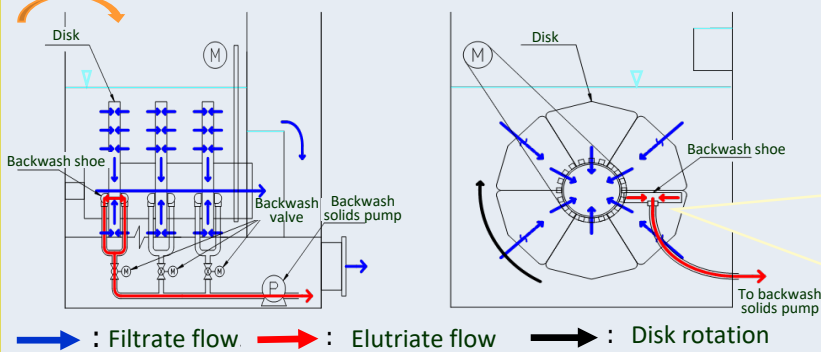 Disk
M
Backwash shoe
Backwash
valve
Backwash
solids pump
M
M
M
P
Disk
M
Backwash shoe
To backwash
solids pump
: Filtrate flow.
: Elutriate flow
: Disk rotation